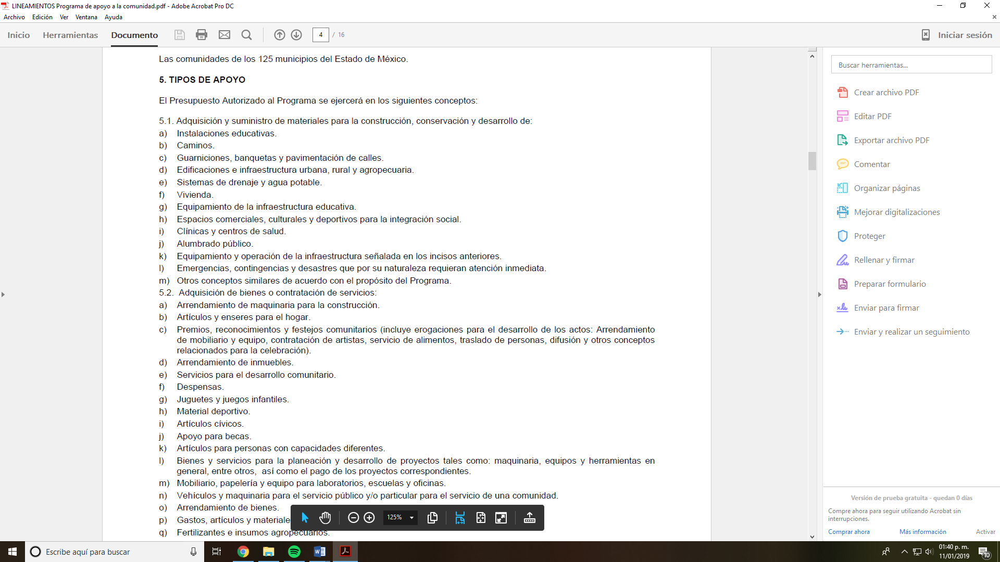 LINEAMIENTOS Programa de apoyo a la comunidad.pdf - Adobe Acrobat Pro DC
Archivo Edición Ver Ventana Ayuda
Inicio Herramientas Documento 4 / 16 Iniciar sesión
Las comunidades de los 125 municipios del Estado de México.
5. TIPOS DE APOYO
El Presupuesto Autorizado al Programa se ejercerá en los siguientes conceptos:
5.1. Adquisición y suministro de materiales para la construcción, conservación y desarrollo de:
a) Instalaciones educativas.
b) Caminos.
c) Guarniciones, banquetas y pavimentación de calles.
d) Edificaciones e infraestructura urbana, rural y agropecuaria.
e) Sistemas de drenaje y agua potable.
f) Vivienda.
g) Equipamiento de la infraestructura educativa.
h) Espacios comerciales, culturales y deportivos para la integración social.
i) Clínicas y centros de salud.
j) Alumbrado público.
k) Equipamiento y operación de la infraestructura señalada en los incisos anteriores.
l) Emergencias, contingencias y desastres que por su naturaleza requieran atención inmediata.
m) Otros conceptos similares de acuerdo con el propósito del Programa.
5.2. Adquisición de bienes o contratación de servicios:
a) Arrendamiento de maquinaria para la construcción.
b) Artículos y enseres para el hogar.
c) Premios, reconocimientos y festejos comunitarios (incluye erogaciones para el desarrollo de los actos: Arrendamiento
de mobiliario y equipo, contratación de artistas, servicio de alimentos, traslado de personas, difusión y otros conceptos
relacionados para la celebración).
d) Arrendamiento de inmuebles.
e) Servicios para el desarrollo comunitario.
f) Despensas.
g) Juguetes y juegos infantiles.
h) Material deportivo.
i) Artículos cívicos.
j) Apoyo para becas.
k) Artículos para personas con capacidades diferentes.
l) Bienes y servicios para la planeación y desarrollo de proyectos tales como: maquinaria, equipos y herramientas en
general, entre otros, así como el pago de los proyectos correspondientes.
m) Mobiliario, papelería y equipo para laboratorios, escuelas y oficinas.
n) Vehículos y maquinaria para el servicio público y/o particular para el servicio de una comunidad.
o) Arrendamiento de bienes.
p) Gastos, artículos y materiale
q) Fertilizantes e insumos agropecuarios.
125%
Buscar herramientas...
Crear archivo PDF
Editar PDF
Exportar archivo PDF
Comentar
Organizar páginas
Mejorar digitalizaciones
Proteger
Rellenar y firmar
Preparar formulario
Enviar para firmar
Enviar y realizar un seguimiento
Versión de prueba gratuita - quedan 0 días
Compre ahora para seguir utilizando Acrobat sin
interrupciones.
Comprar ahora Más información Activar
Escribe aquí para buscar
01:40 p. m.
11/01/2019
10